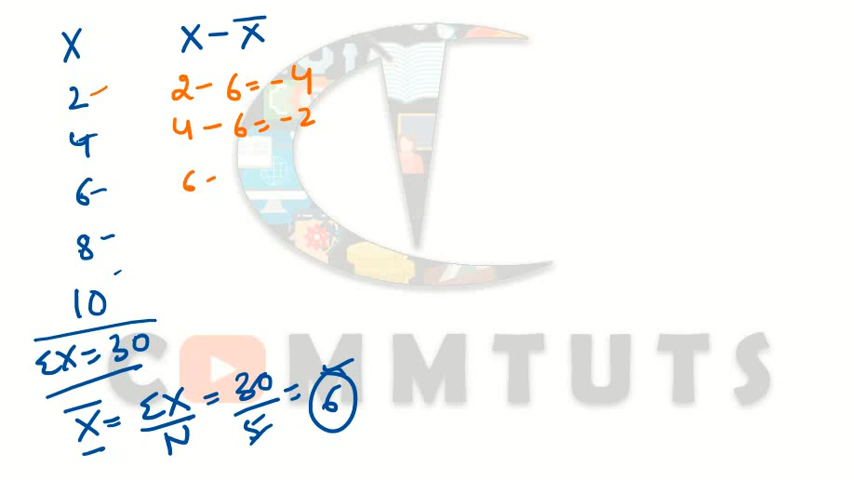 X X - X̅
2 - 2 - 6 = -4
4 4 - 6 = -2
6 - 6 -
8 -
10
ΣX = 30
X̅ = ΣX/N = 30/5 = 6
COMMTUTS